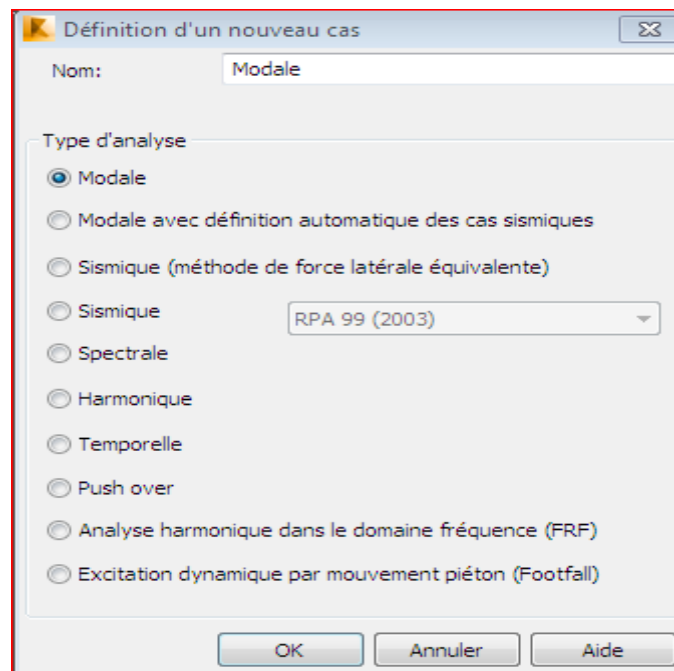 Définition d'un nouveau cas
Nom: Modale
Type d'analyse
Modale
Modale avec définition automatique des cas sismiques
Sismique (méthode de force latérale équivalente)
Sismique RPA 99 (2003)
Spectrale
Harmonique
Temporelle
Push over
Analyse harmonique dans le domaine fréquence (FRF)
Excitation dynamique par mouvement piéton (Footfall)
OK Annuler Aide